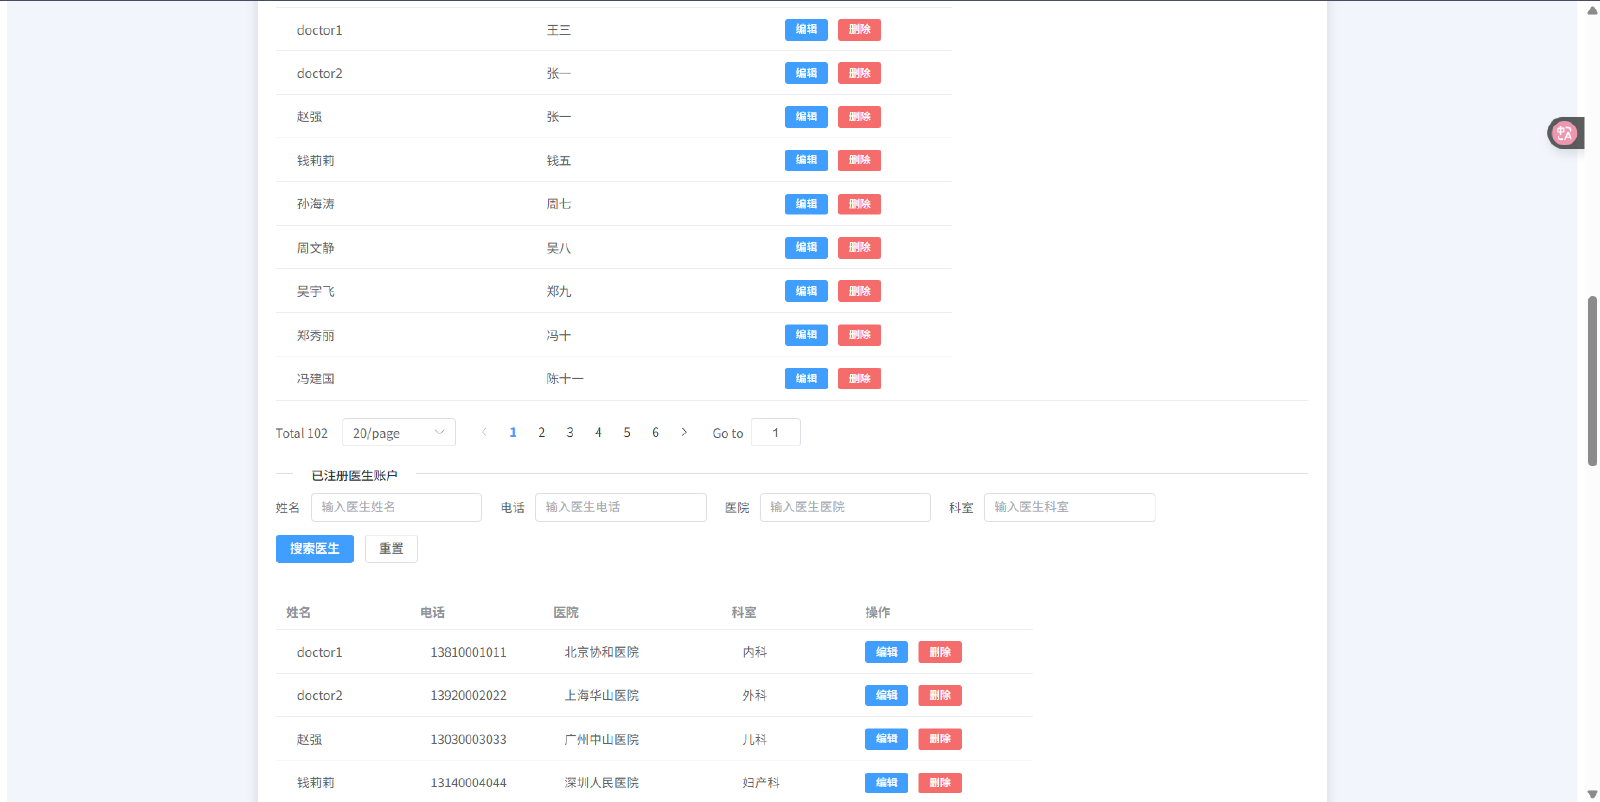 doctor1 王三 编辑 删除
doctor2 张一 编辑 删除
赵强 张一 编辑 删除
钱莉莉 钱五 编辑 删除
孙海涛 周七 编辑 删除
周文静 吴八 编辑 删除
吴宇飞 郑九 编辑 删除
郑秀丽 冯十 编辑 删除
冯建国 陈十一 编辑 删除
Total 102 20/page 1 2 3 4 5 6 Go to 1
已注册医生账户
姓名 输入医生姓名 电话 输入医生电话 医院 输入医生医院 科室 输入医生科室
搜索医生 重置
姓名 电话 医院 科室 操作
doctor1 13810001011 北京协和医院 内科 编辑 删除
doctor2 13920002022 上海华山医院 外科 编辑 删除
赵强 13030003033 广州中山医院 儿科 编辑 删除
钱莉莉 13140004044 深圳人民医院 妇产科 编辑 删除